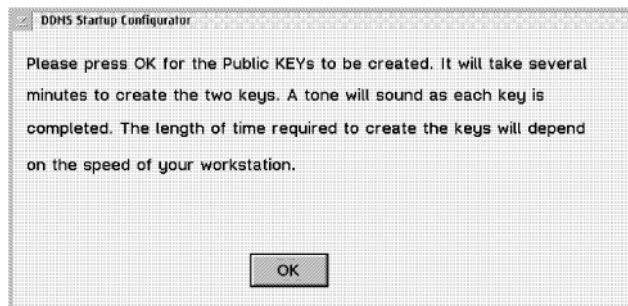 DDNS Startup Configurator
Please press OK for the Public KEYs to be created. It will take several
minutes to create the two keys. A tone will sound as each key is
completed. The length of time required to create the keys will depend
on the speed of your workstation.
OK